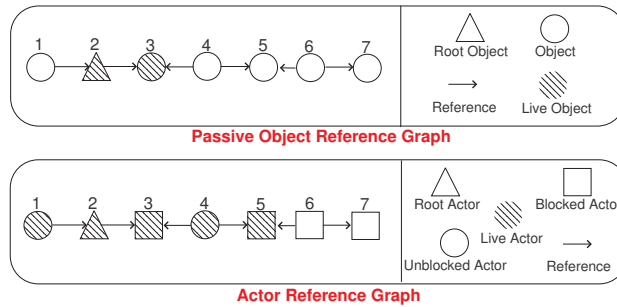 1 2 3 4 5 6 7
Root Object Object
Reference Live Object
Passive Object Reference Graph
1 2 3 4 5 6 7
Root Actor Blocked Acto
Live Actor
Unblocked Actor Reference
Actor Reference Graph